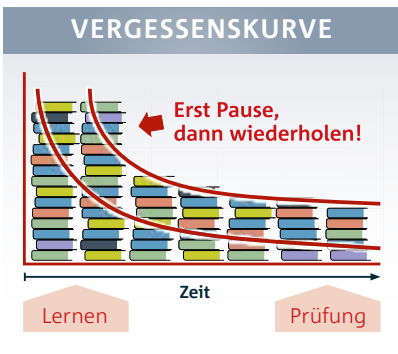 VERGESSENSKURVE
Erst Pause,
dann wiederholen!
Zeit
Lernen
Prüfung